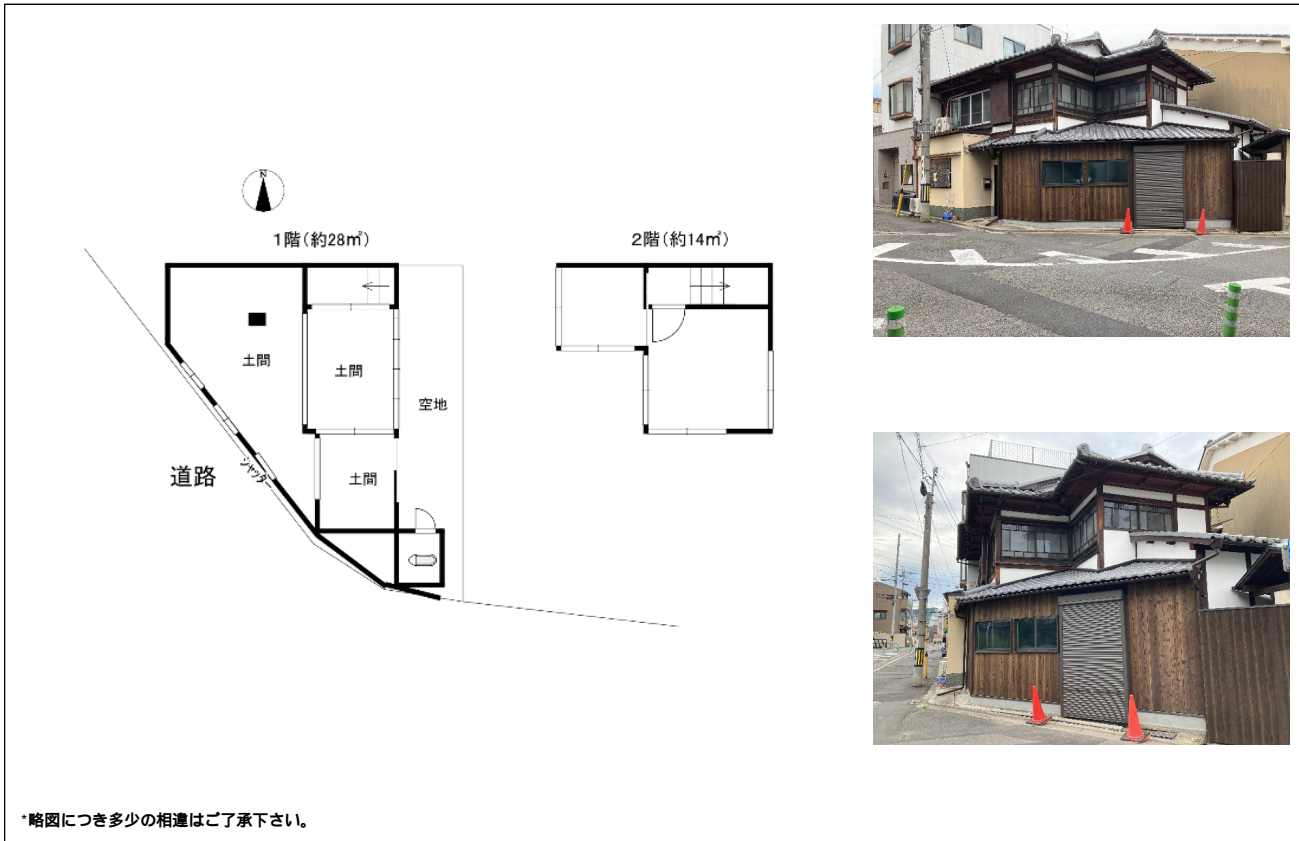 N
1階(約28㎡)
2階(約14㎡)
土間
土間
空地
道路
シャッター
土間
*略図につき多少の相違はご了承下さい。